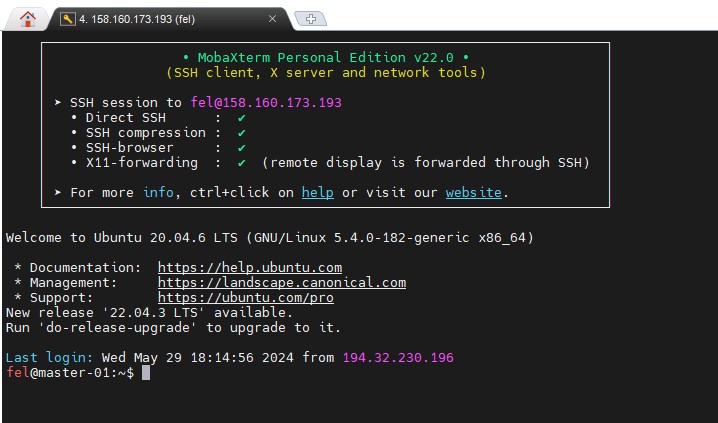 4. 158.160.173.193 (fel)
• MobaXterm Personal Edition v22.0 •
(SSH client, X server and network tools)
➤ SSH session to fel@158.160.173.193
• Direct SSH : ✔
• SSH compression : ✔
• SSH-browser : ✔
• X11-forwarding : ✔ (remote display is forwarded through SSH)
➤ For more info, ctrl+click on help or visit our website.
Welcome to Ubuntu 20.04.6 LTS (GNU/Linux 5.4.0-182-generic x86_64)
* Documentation: https://help.ubuntu.com
* Management: https://landscape.canonical.com
* Support: https://ubuntu.com/pro
New release '22.04.3 LTS' available.
Run 'do-release-upgrade' to upgrade to it.
Last login: Wed May 29 18:14:56 2024 from 194.32.230.196
fel@master-01:~$